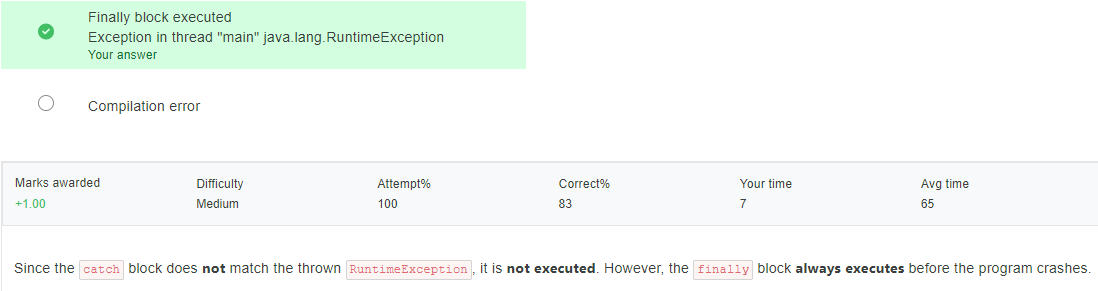 Finally block executed
Exception in thread "main" java.lang.RuntimeException
Your answer
Compilation error
Marks awarded Difficulty Attempt% Correct% Your time Avg time
+1.00 Medium 100 83 7 65
Since the catch block does not match the thrown RuntimeException, it is not executed. However, the finally block always executes before the program crashes.